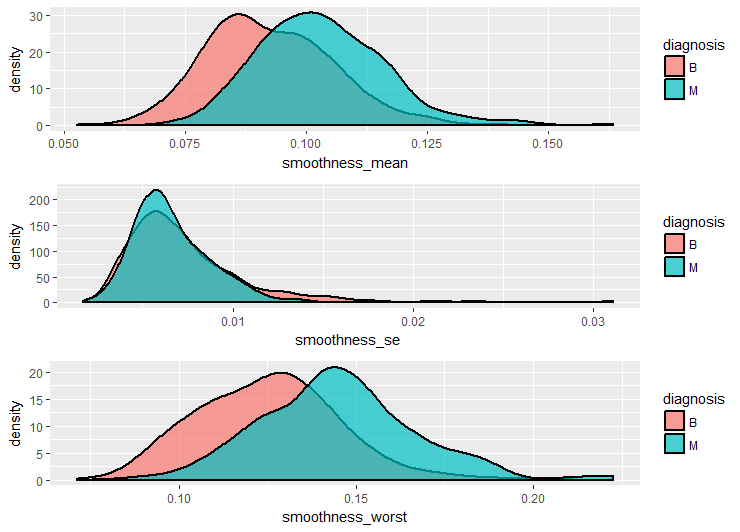 density
30
20
10
0
0.050
0.075
0.100
0.125
0.150
smoothness_mean
diagnosis
B
M
density
200
150
100
50
0
0.01
0.02
0.03
smoothness_se
diagnosis
B
M
density
20
15
10
5
0
0.10
0.15
0.20
smoothness_worst
diagnosis
B
M